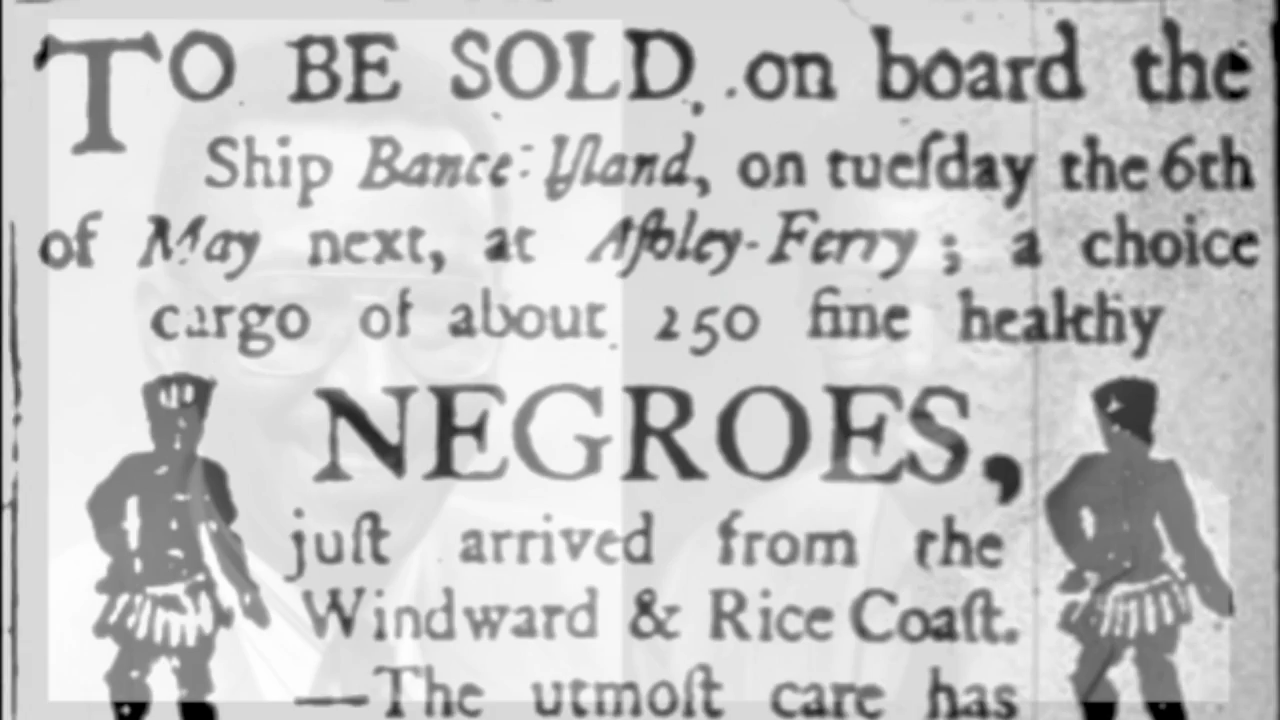 TO BE SOLD, on board the
Ship Bance-Yſland, on tueſday the 6th
of May next, at Aſhley-Ferry; a choice
cargo of about 250 fine healthy
NEGROES,
juſt arrived from the
Windward & Rice Coaſt.
—The utmoſt care has